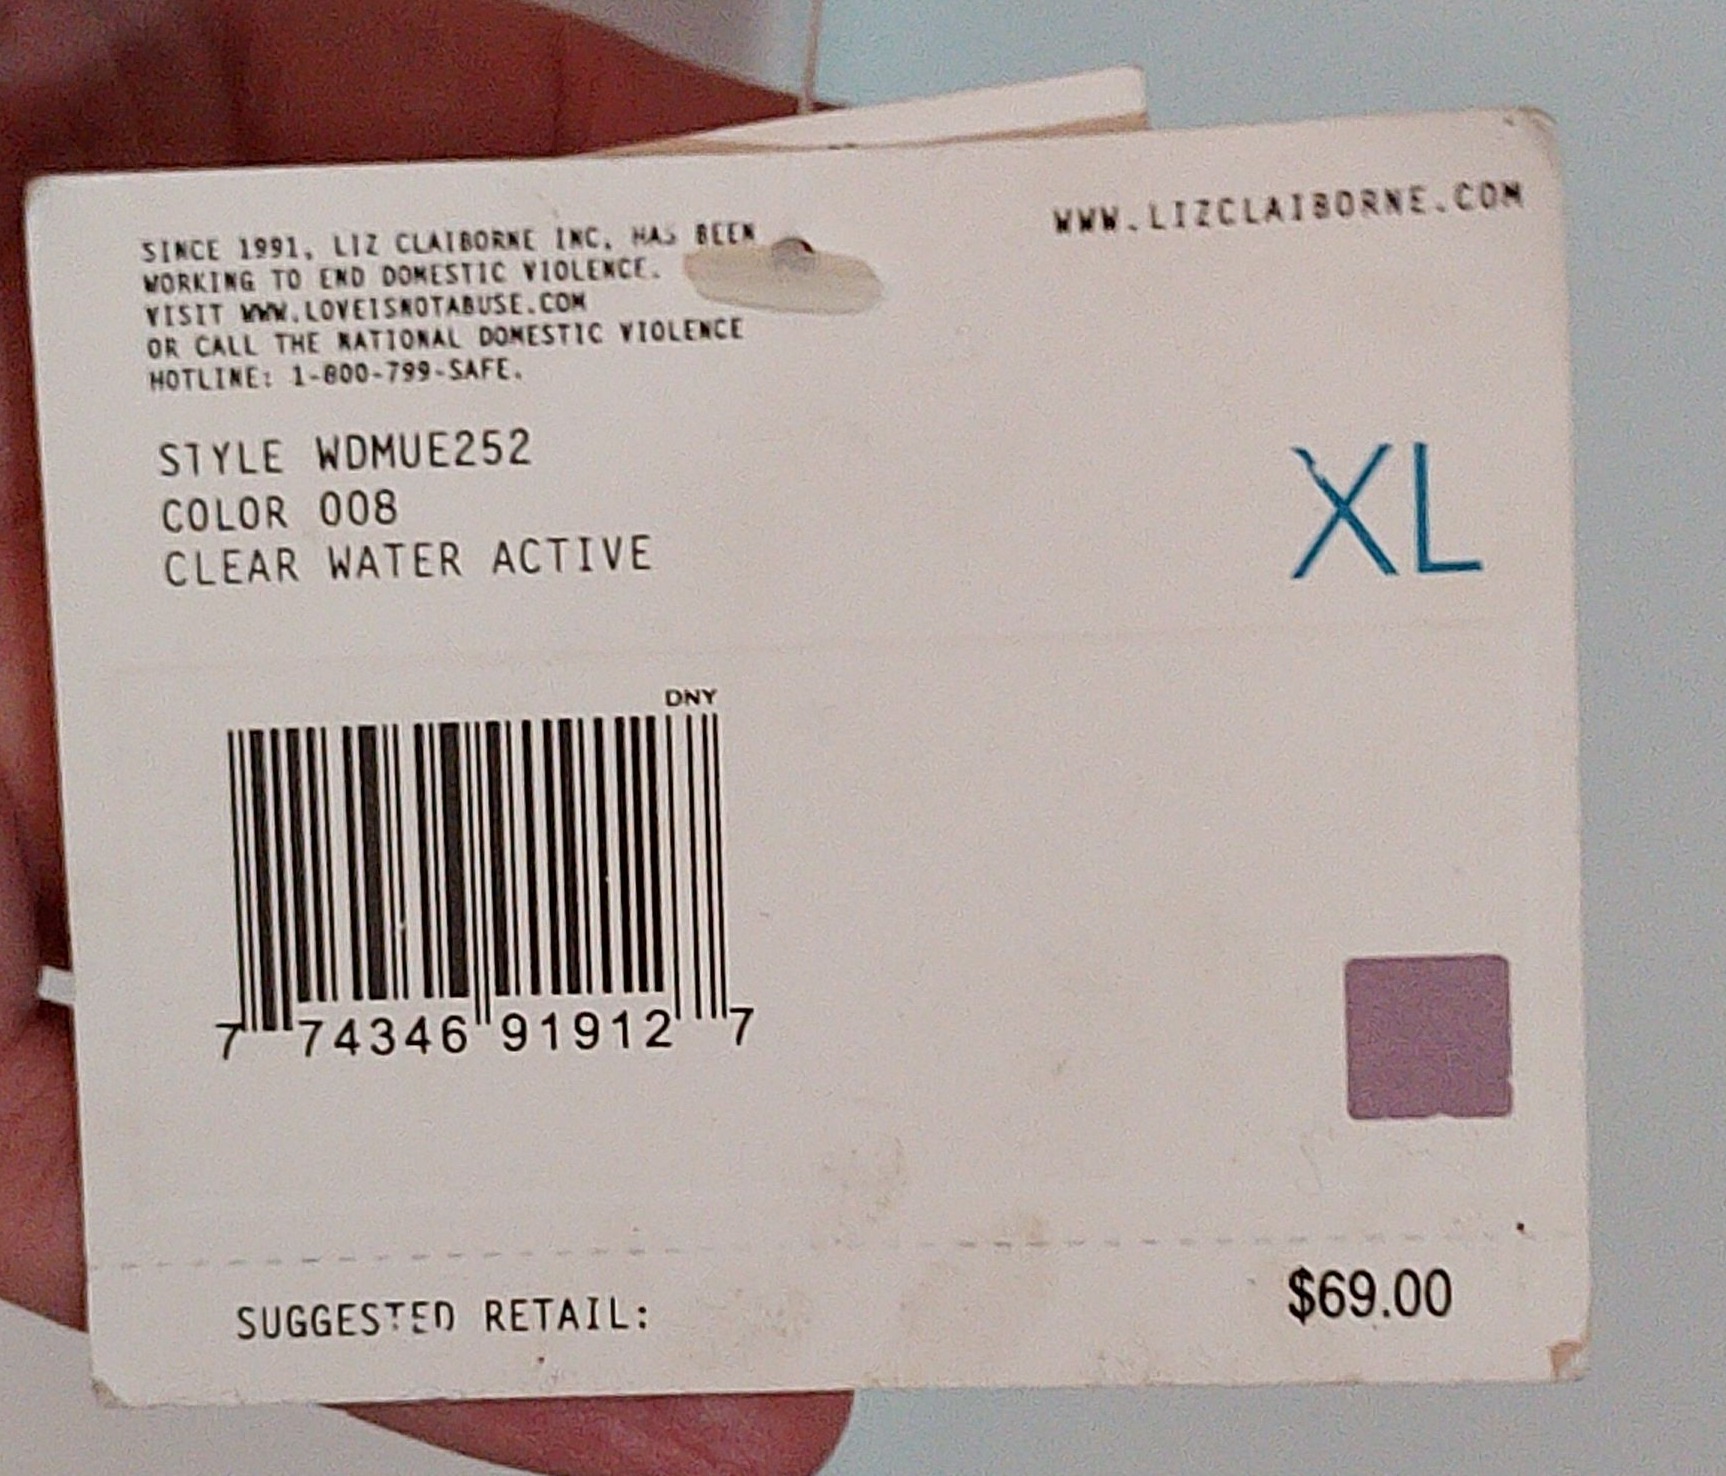 WWW.LIZCLAIBORNE.COM
SINCE 1991, LIZ CLAIBORNE INC. HAS BEEN
WORKING TO END DOMESTIC VIOLENCE.
VISIT WWW.LOVEISNOTABUSE.COM
OR CALL THE NATIONAL DOMESTIC VIOLENCE
HOTLINE: 1-800-799-SAFE.
STYLE WDMUE252
COLOR 008
CLEAR WATER ACTIVE
XL
DNY
7 74346 91912 7
SUGGESTED RETAIL: $69.00